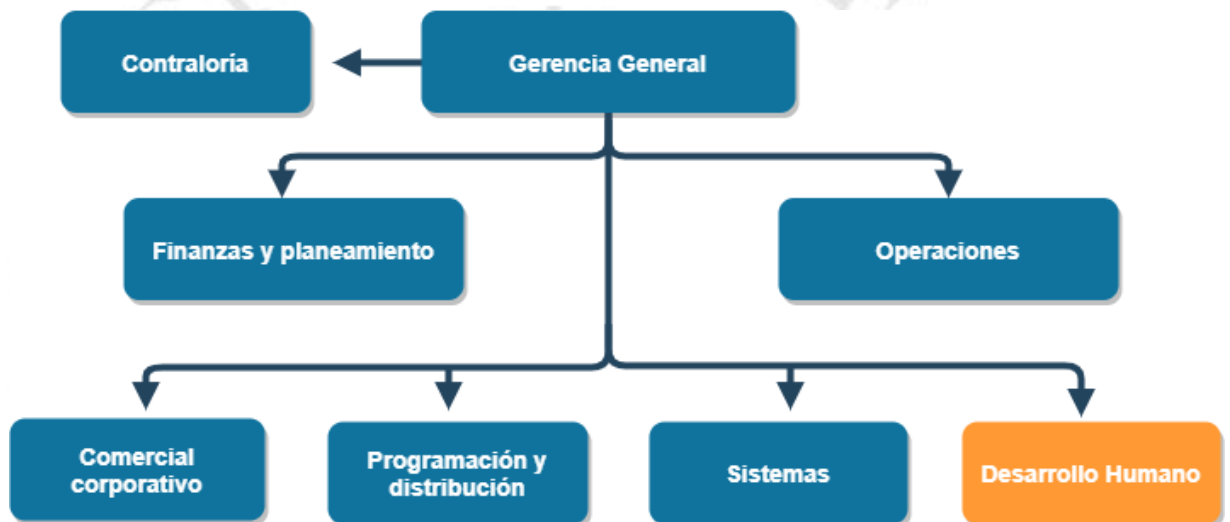 Contraloría
Gerencia General
Finanzas y planeamiento
Operaciones
Comercial
corporativo
Programación y
distribución
Sistemas
Desarrollo Humano